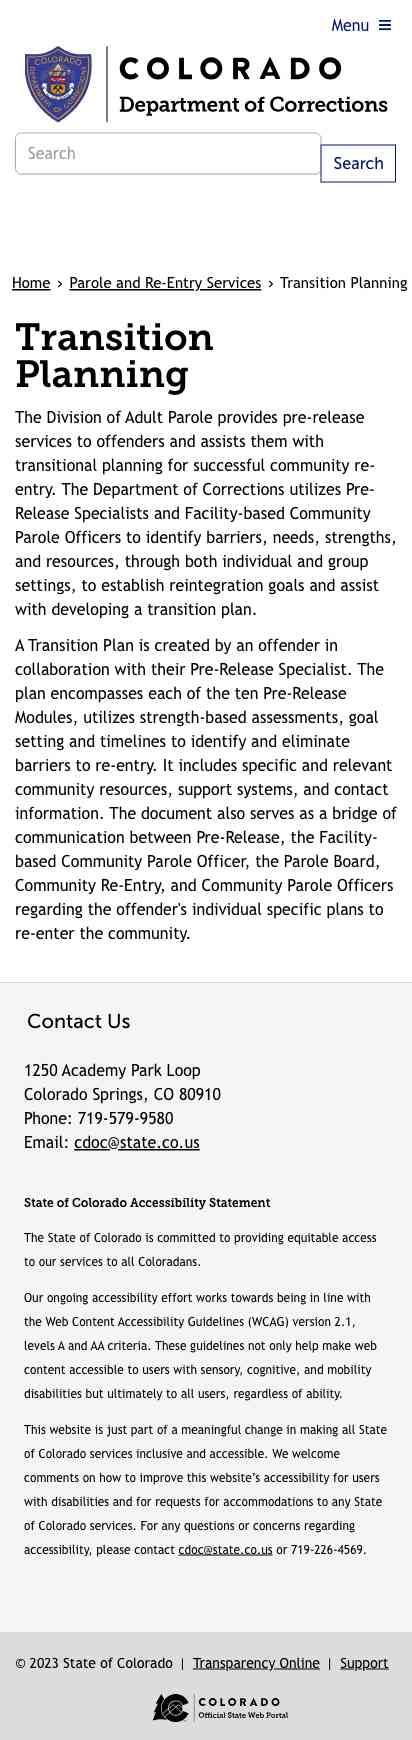 Menu
COLORADO
Department of Corrections
Search
Search
Home › Parole and Re-Entry Services › Transition Planning
Transition
Planning
The Division of Adult Parole provides pre-release
services to offenders and assists them with
transitional planning for successful community re-
entry. The Department of Corrections utilizes Pre-
Release Specialists and Facility-based Community
Parole Officers to identify barriers, needs, strengths,
and resources, through both individual and group
settings, to establish reintegration goals and assist
with developing a transition plan.
A Transition Plan is created by an offender in
collaboration with their Pre-Release Specialist. The
plan encompasses each of the ten Pre-Release
Modules, utilizes strength-based assessments, goal
setting and timelines to identify and eliminate
barriers to re-entry. It includes specific and relevant
community resources, support systems, and contact
information. The document also serves as a bridge of
communication between Pre-Release, the Facility-
based Community Parole Officer, the Parole Board,
Community Re-Entry, and Community Parole Officers
regarding the offender's individual specific plans to
re-enter the community.
Contact Us
1250 Academy Park Loop
Colorado Springs, CO 80910
Phone: 719-579-9580
Email: cdoc@state.co.us
State of Colorado Accessibility Statement
The State of Colorado is committed to providing equitable access
to our services to all Coloradans.
Our ongoing accessibility effort works towards being in line with
the Web Content Accessibility Guidelines (WCAG) version 2.1,
levels A and AA criteria. These guidelines not only help make web
content accessible to users with sensory, cognitive, and mobility
disabilities but ultimately to all users, regardless of ability.
This website is just part of a meaningful change in making all State
of Colorado services inclusive and accessible. We welcome
comments on how to improve this website's accessibility for users
with disabilities and for requests for accommodations to any State
of Colorado services. For any questions or concerns regarding
accessibility, please contact cdoc@state.co.us or 719-226-4569.
© 2023 State of Colorado | Transparency Online | Support
COLORADO
Official State Web Portal